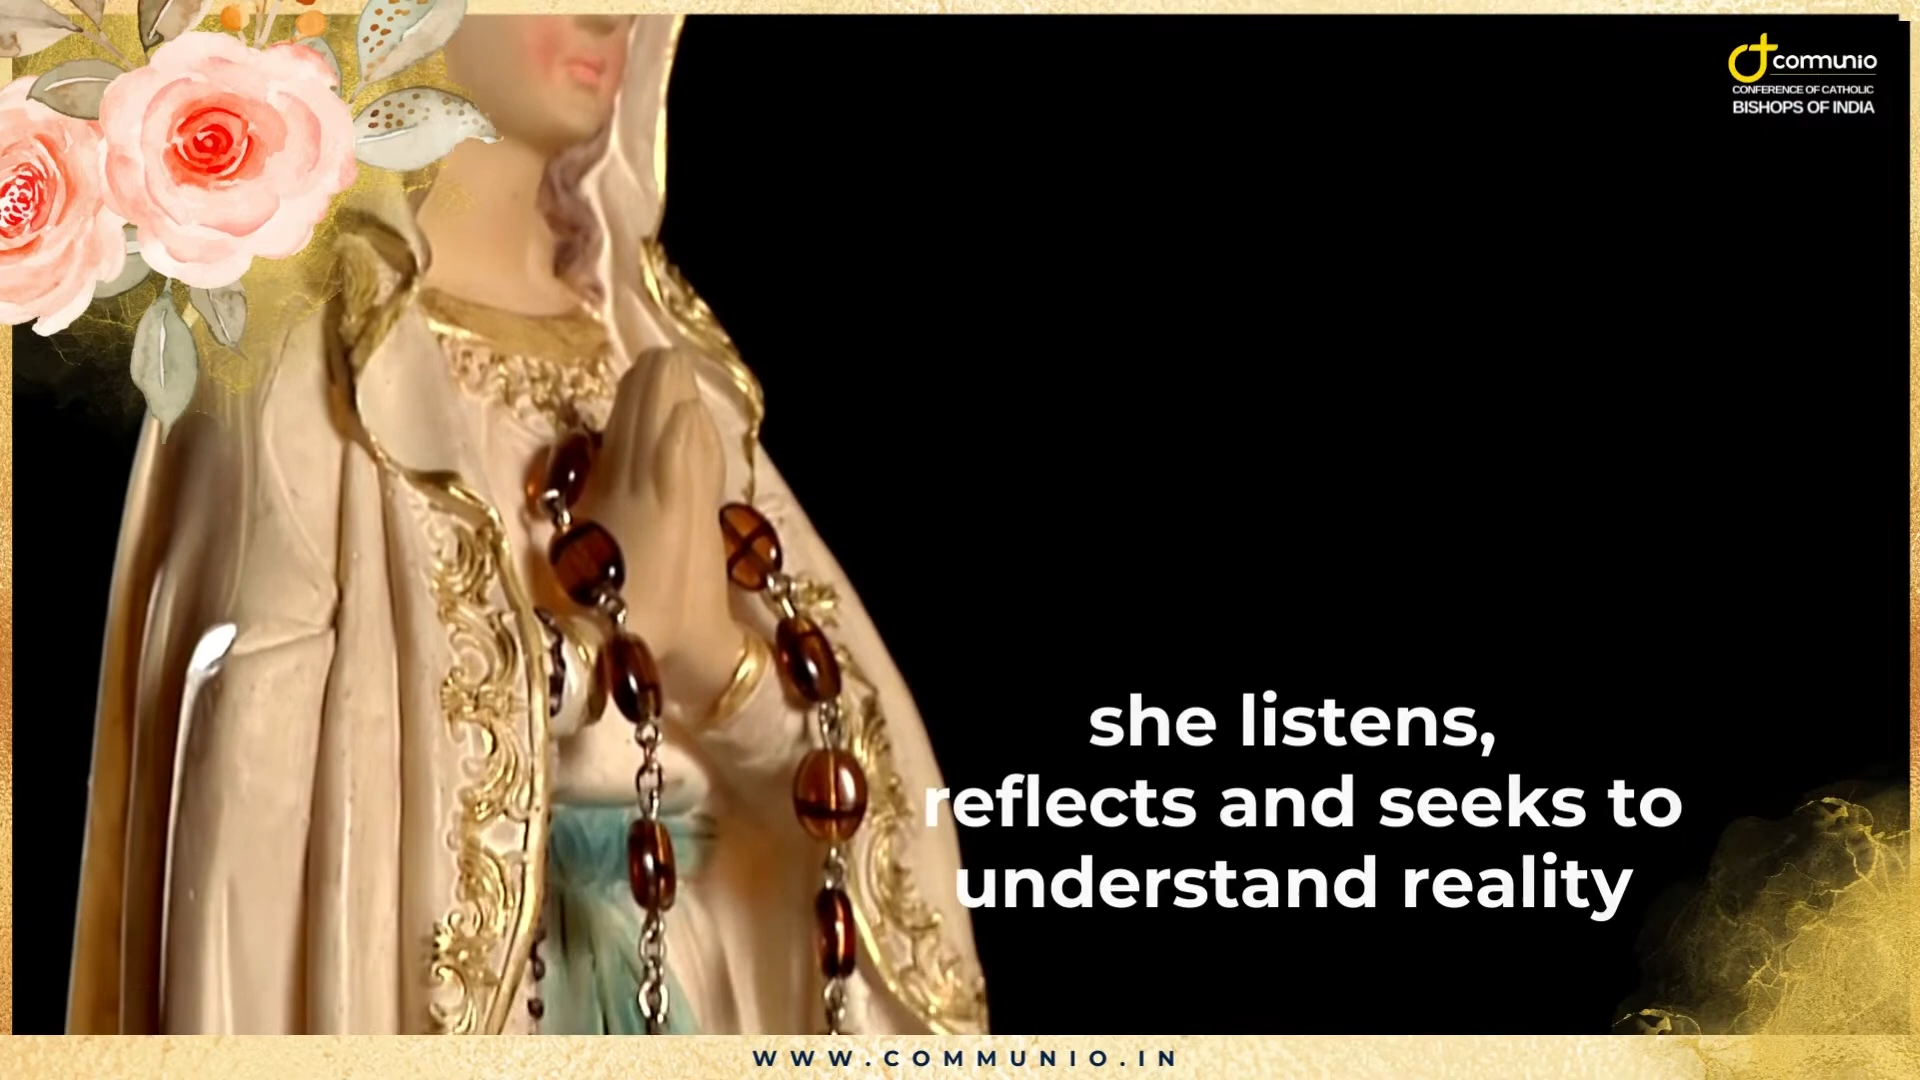 communio
CONFERENCE OF CATHOLIC
BISHOPS OF INDIA
she listens,
reflects and seeks to
understand reality
WWW.COMMUNIO.IN